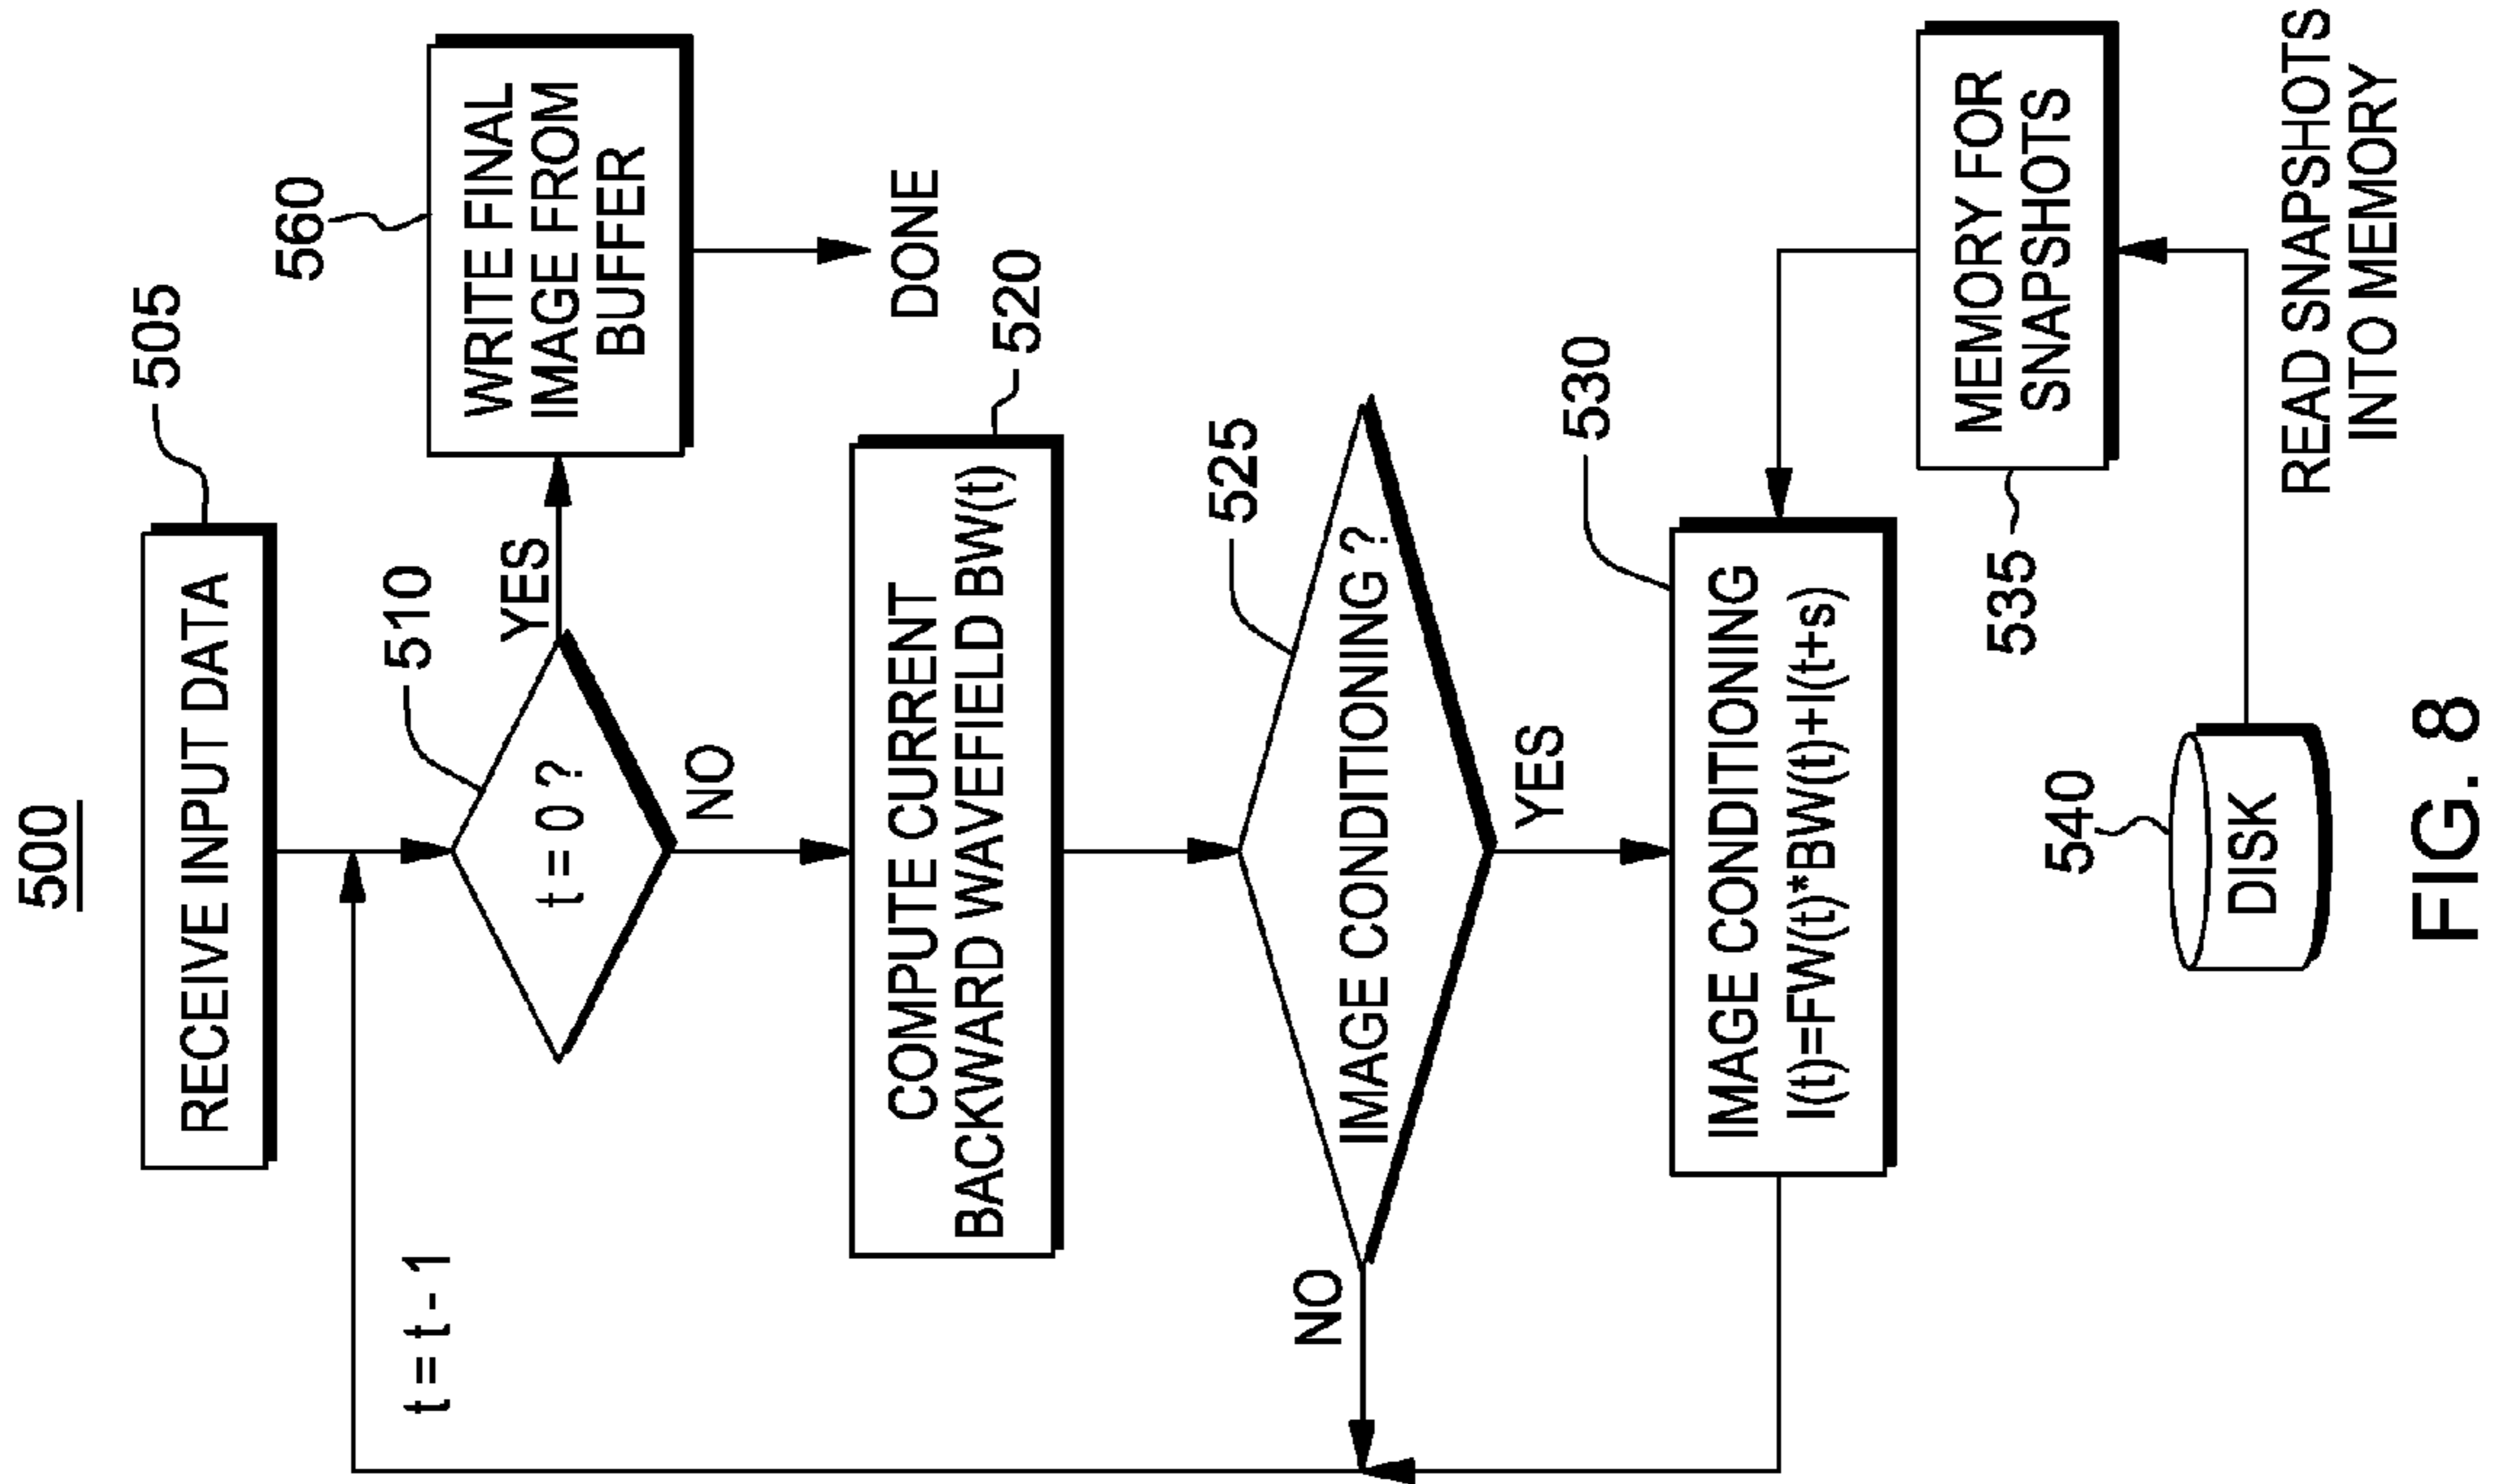 500
RECEIVE INPUT DATA
505
t = t - 1
510
t = 0 ?
YES
560
WRITE FINAL
IMAGE FROM
BUFFER
DONE
NO
520
COMPUTE CURRENT
BACKWARD WAVEFIELD BW(t)
525
IMAGE CONDITIONING ?
NO
YES
530
IMAGE CONDITIONING
I(t)=FW(t)*BW(t)+I(t+s)
535
MEMORY FOR
SNAPSHOTS
540
DISK
READ SNAPSHOTS
INTO MEMORY
FIG. 8